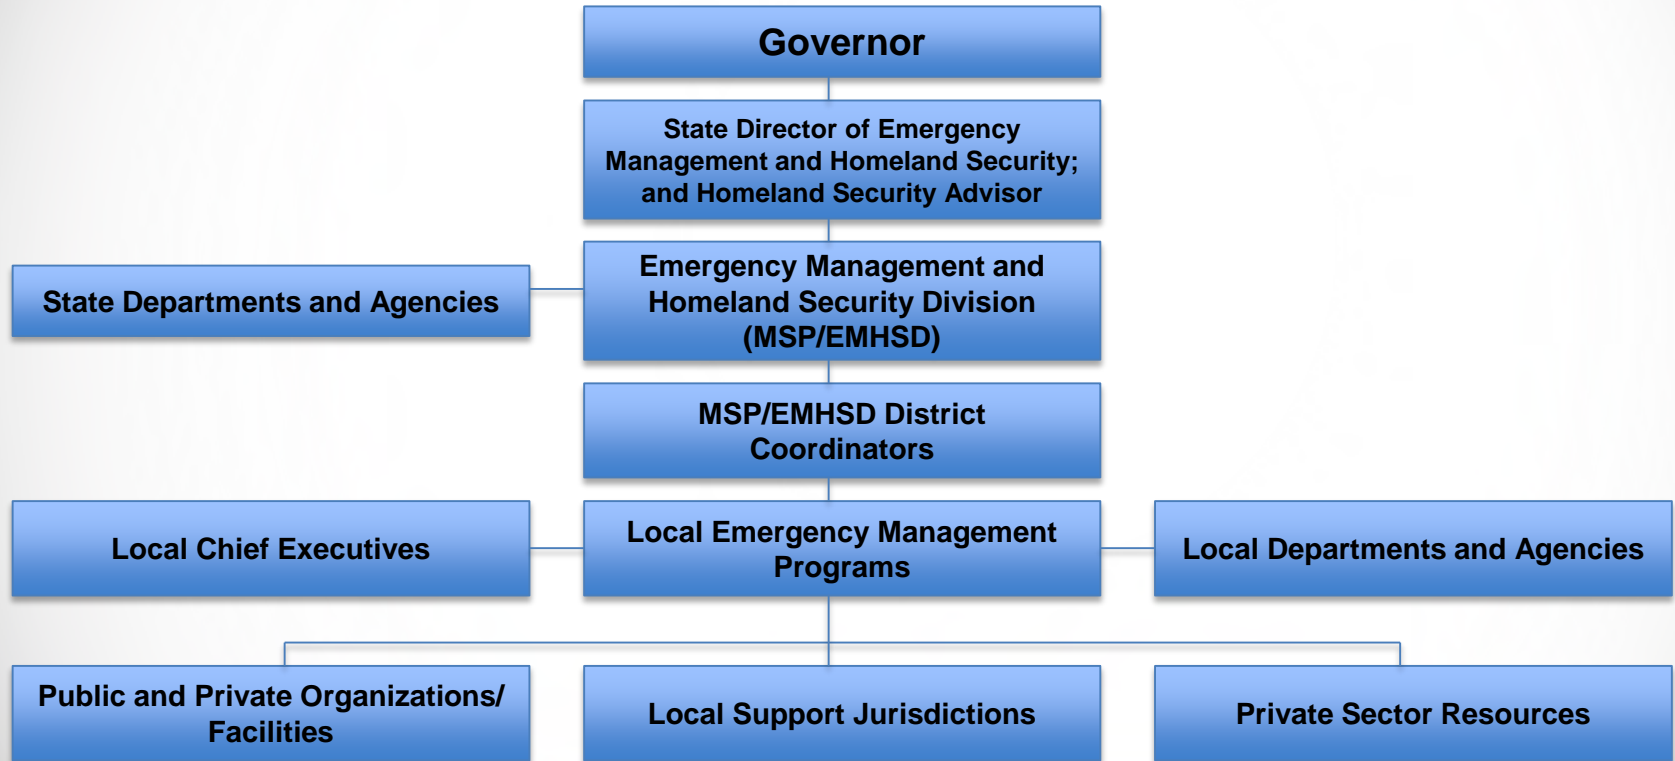 Governor
State Director of Emergency
Management and Homeland Security;
and Homeland Security Advisor
State Departments and Agencies
Emergency Management and
Homeland Security Division
(MSP/EMHSD)
MSP/EMHSD District
Coordinators
Local Chief Executives
Local Emergency Management
Programs
Local Departments and Agencies
Public and Private Organizations/
Facilities
Local Support Jurisdictions
Private Sector Resources